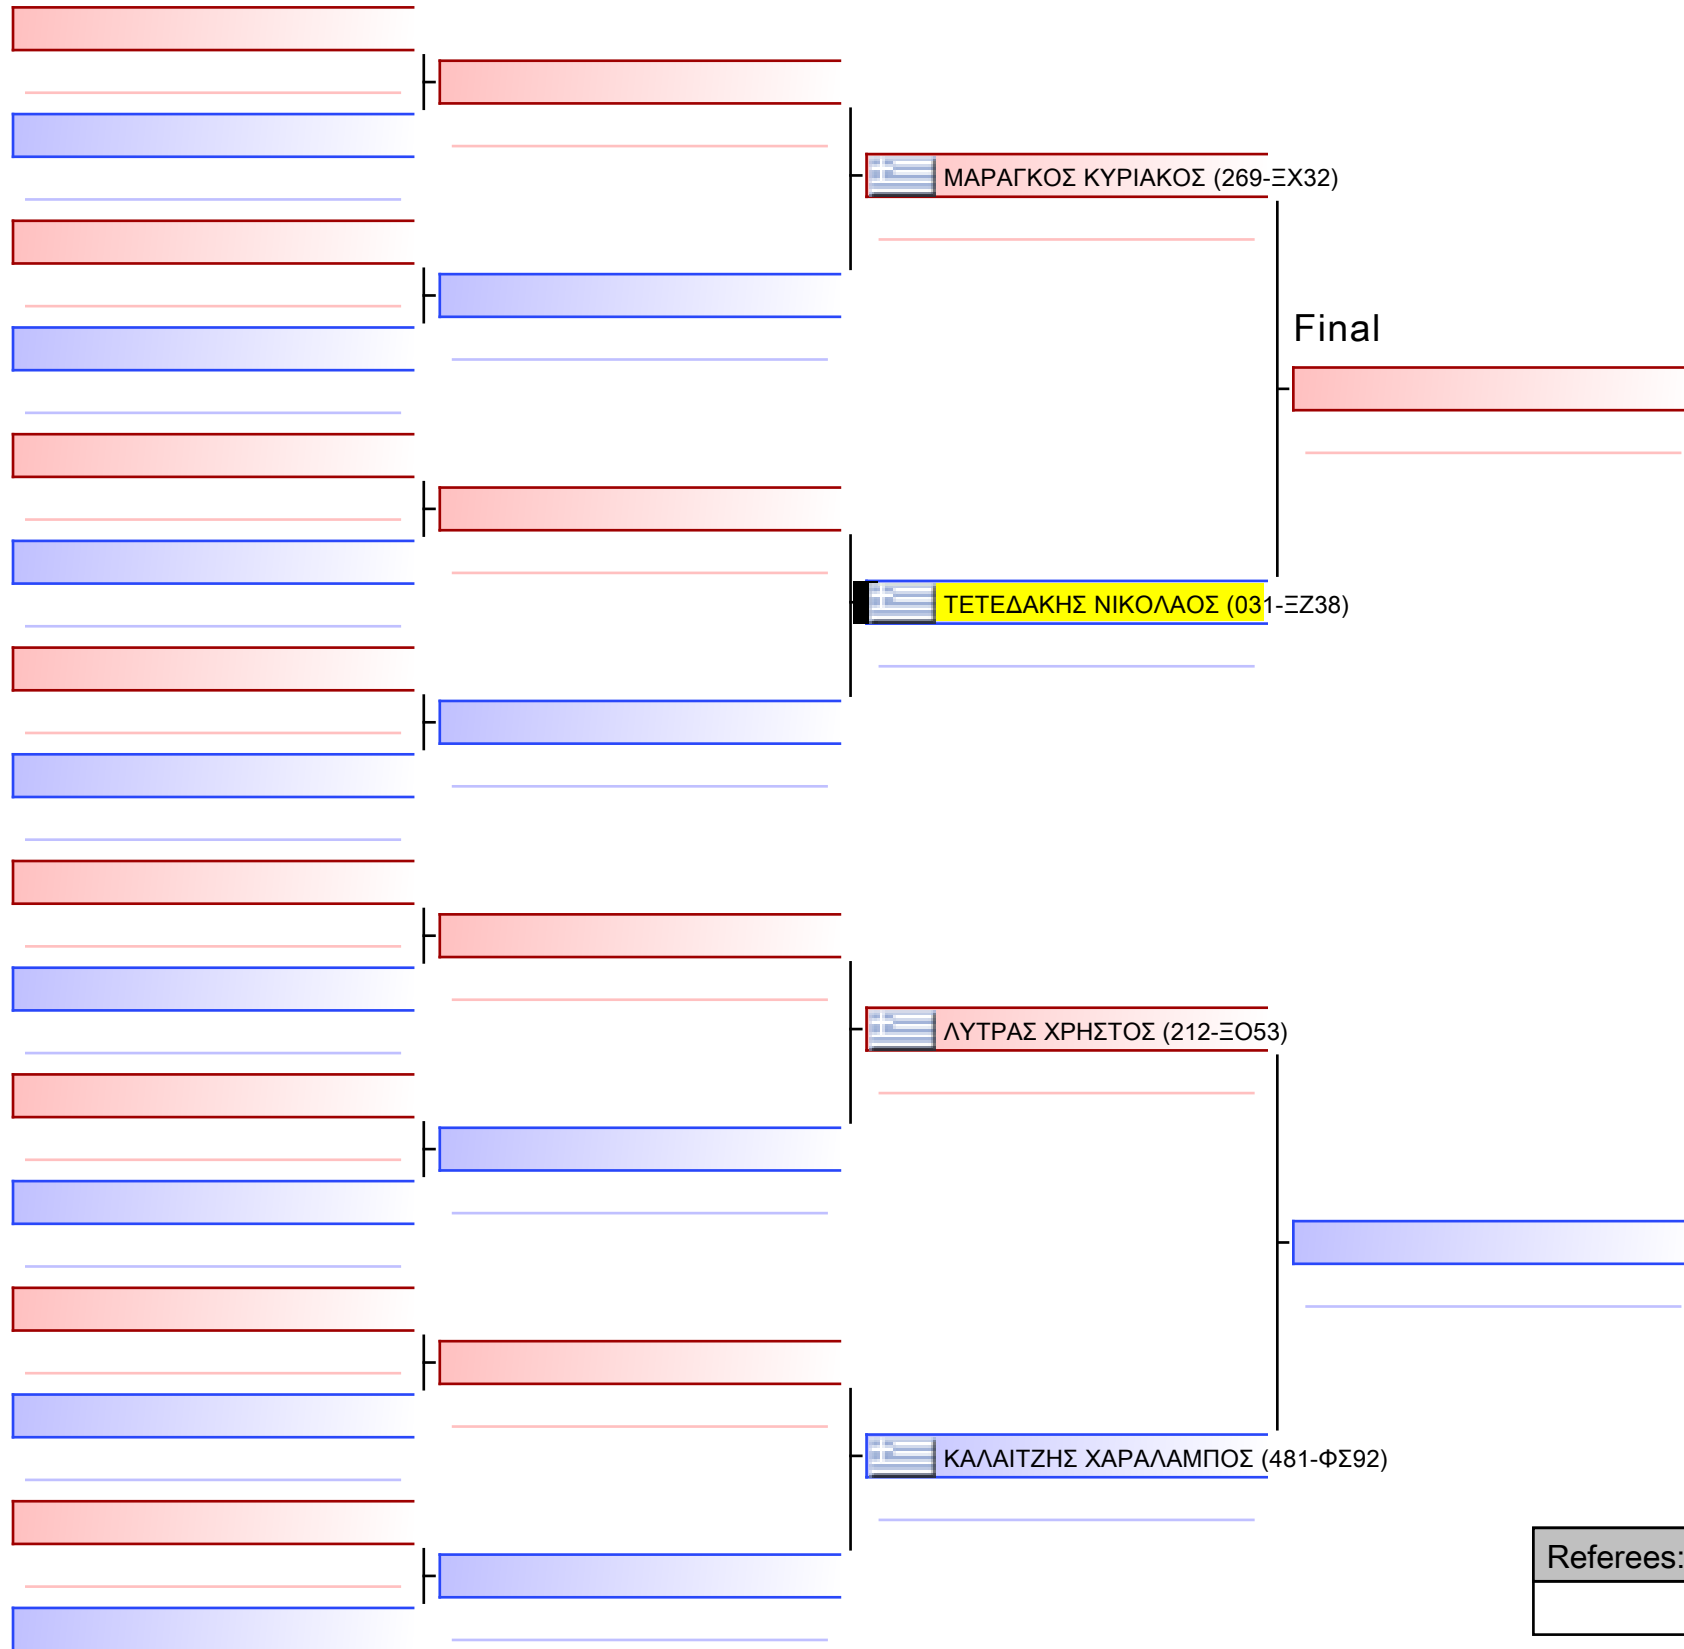 ΜΑΡΑΓΚΟΣ ΚΥΡΙΑΚΟΣ (269-ΞΧ32)
Final
ΤΕΤΕΔΑΚΗΣ ΝΙΚΟΛΑΟΣ (031-ΞΖ38)
ΛΥΤΡΑΣ ΧΡΗΣΤΟΣ (212-ΞΟ53)
ΚΑΛΑΙΤΖΗΣ ΧΑΡΑΛΑΜΠΟΣ (481-ΦΣ92)
Referees: